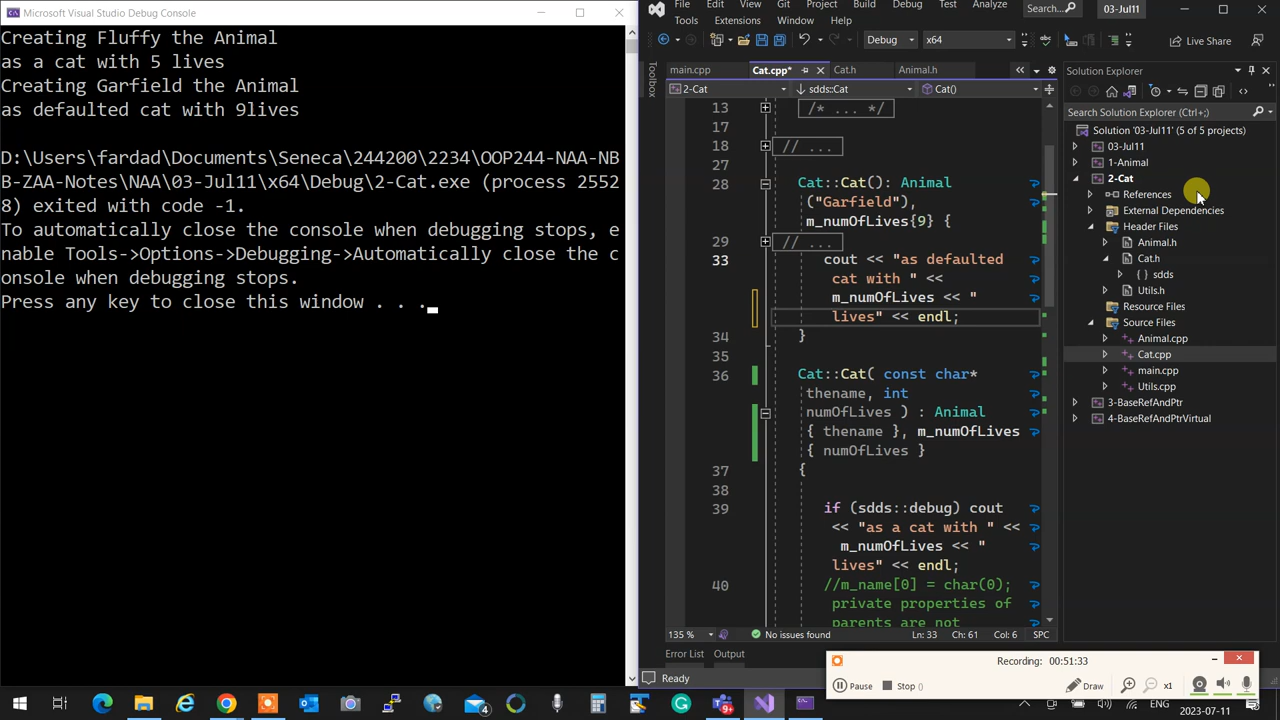 Microsoft Visual Studio Debug Console
Creating Fluffy the Animal
as a cat with 5 lives
Creating Garfield the Animal
as defaulted cat with 9lives
D:\Users\fardad\Documents\Seneca\244200\2234\OOP244-NAA-NB
B-ZAA-Notes\NAA\03-Jul11\x64\Debug\2-Cat.exe (process 2552
8) exited with code -1.
To automatically close the console when debugging stops, e
nable Tools->Options->Debugging->Automatically close the c
onsole when debugging stops.
Press any key to close this window . . .
File Edit View Git Project Build Debug Test Analyze
Tools Extensions Window Help
Search...
03-Jul11
Debug x64
Live Share
Toolbox
main.cpp Cat.cpp* Cat.h Animal.h
2-Cat sdds::Cat Cat()
13 /* ... */
17
18 // ...
27
28 Cat::Cat(): Animal
("Garfield"),
m_numOfLives{9} {
29 // ...
33 cout << "as defaulted
cat with " <<
m_numOfLives << "
lives" << endl;
34 }
35
36 Cat::Cat( const char*
thename, int
numOfLives ) : Animal
{ thename }, m_numOfLives
{ numOfLives }
37 {
38
39 if (sdds::debug) cout
<< "as a cat with " <<
m_numOfLives << "
lives" << endl;
40 //m_name[0] = char(0);
private properties of
parents are not
135 % No issues found Ln: 33 Ch: 61 Col: 6 SPC
Error List Output
Ready
Solution Explorer
Search Solution Explorer (Ctrl+;)
Solution '03-Jul11' (5 of 5 projects)
03-Jul11
1-Animal
2-Cat
References
External Dependencies
Header Files
Animal.h
Cat.h
{ } sdds
Utils.h
Resource Files
Source Files
Animal.cpp
Cat.cpp
main.cpp
Utils.cpp
3-BaseRefAndPtr
4-BaseRefAndPtrVirtual
Recording: 00:51:33
Pause Stop () Draw x1
ENG 2023-07-11